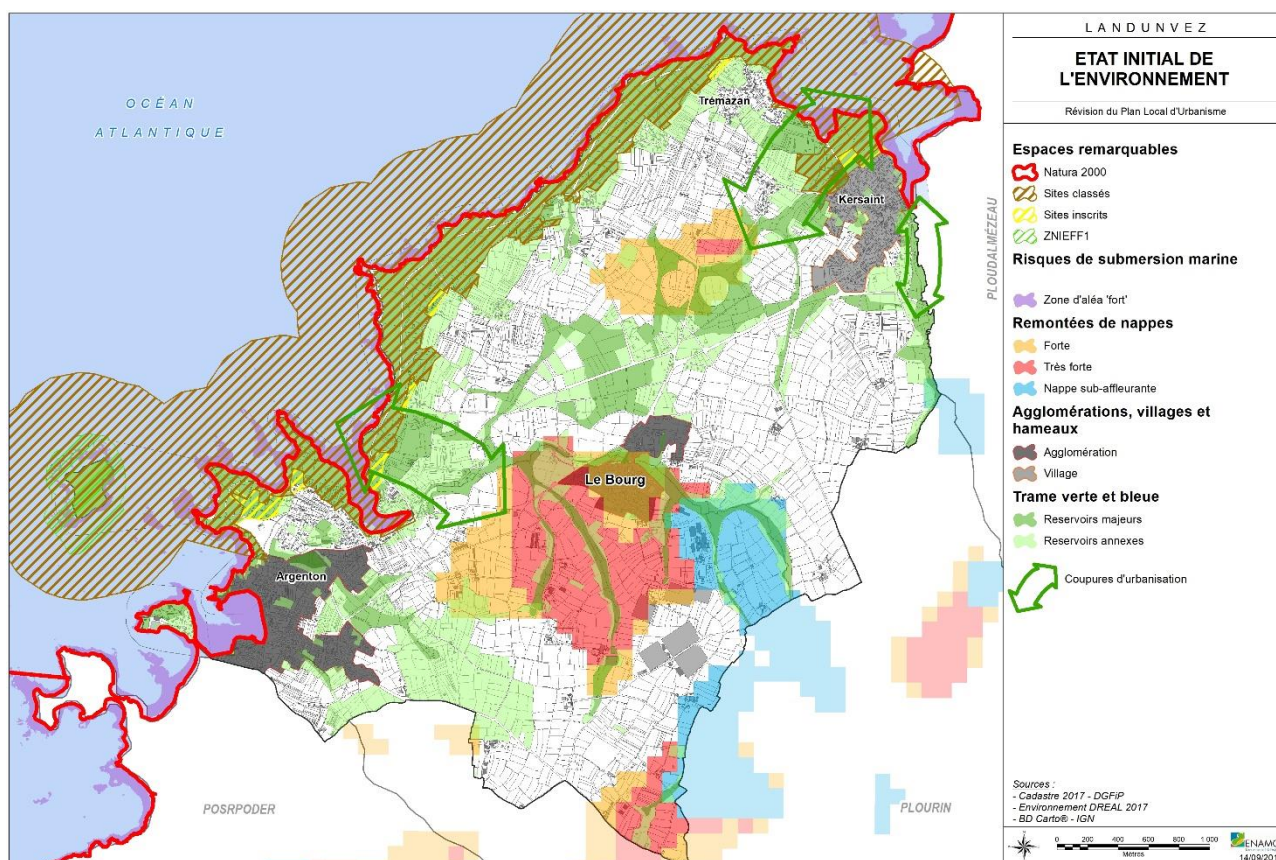 OCÉAN
ATLANTIQUE
Trémazan
Kersaint
PLOUDALMÉZEAU
Le Bourg
Argenton
POSRPODER
PLOURIN
LANDUNVEZ
ETAT INITIAL DE
L'ENVIRONNEMENT
Révision du Plan Local d'Urbanisme
Espaces remarquables
Natura 2000
Sites classés
Sites inscrits
ZNIEFF1
Risques de submersion marine
Zone d'aléa 'fort'
Remontées de nappes
Forte
Très forte
Nappe sub-affleurante
Agglomérations, villages et
hameaux
Agglomération
Village
Trame verte et bleue
Reservoirs majeurs
Reservoirs annexes
Coupures d'urbanisation
Sources :
- Cadastre 2017 - DGFiP
- Environnement DREAL 2017
- BD Carto® - IGN
0 200 400 600 800 1 000
Mètres
ENAMO
14/09/201